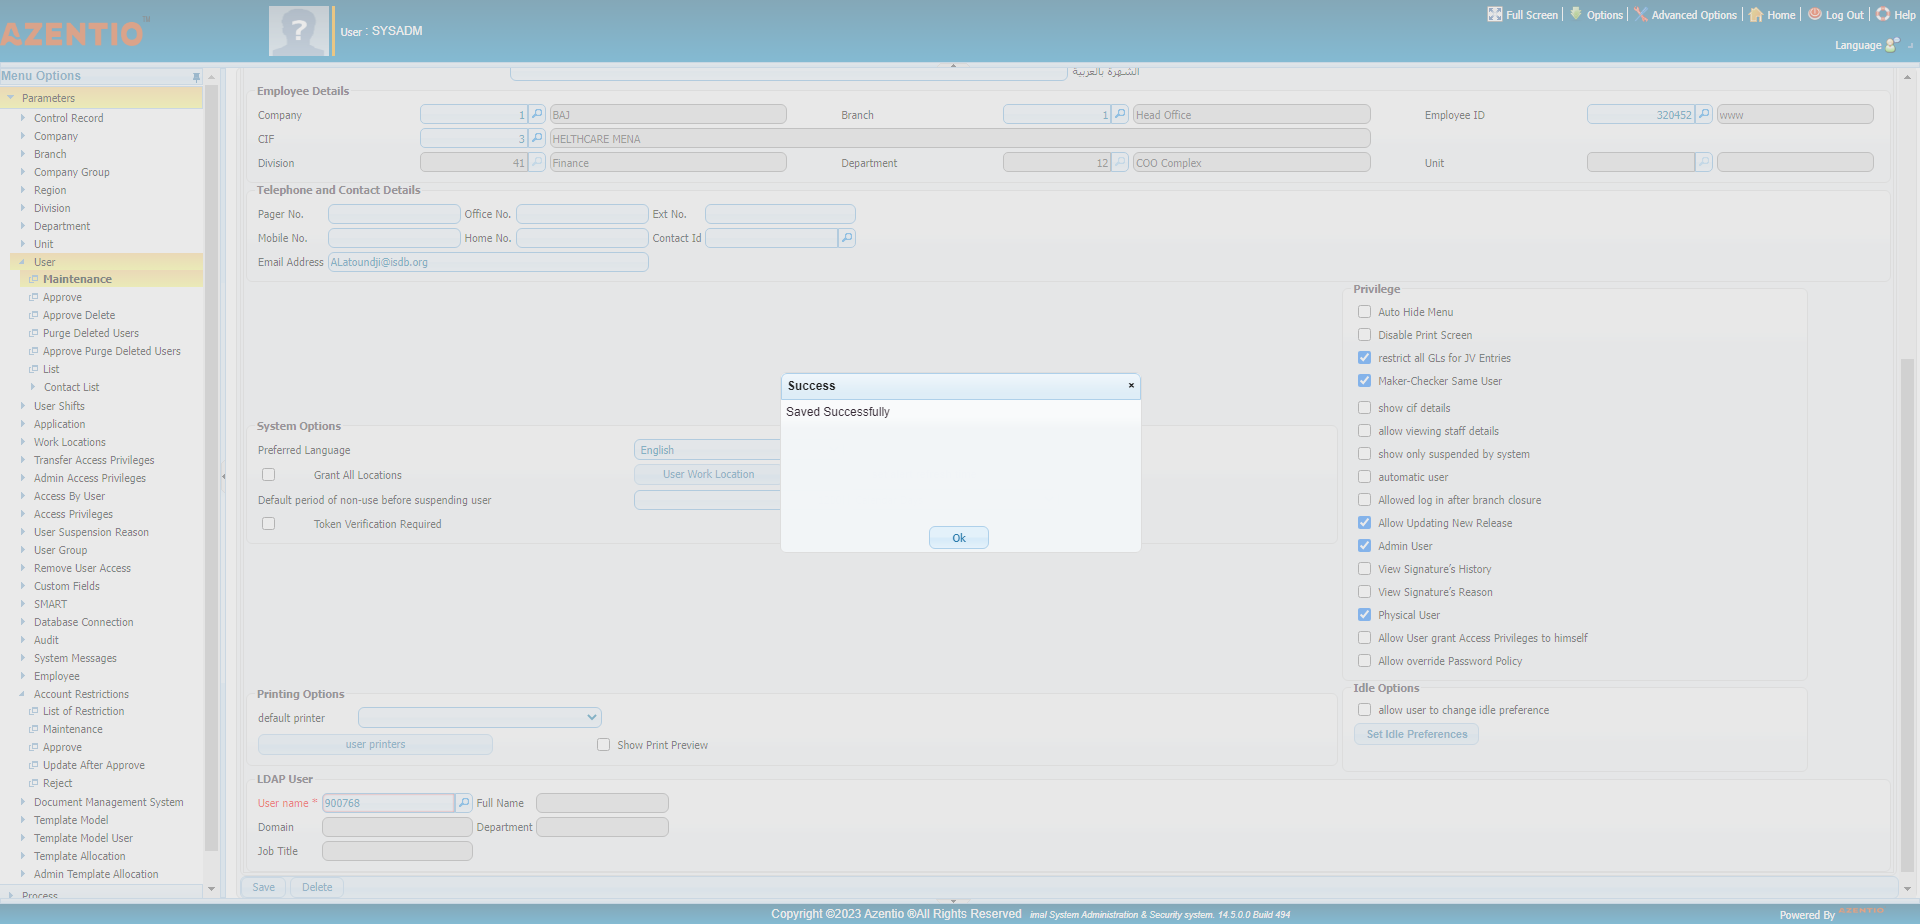 AZENTIO TM
User : SYSADM
Full Screen
Options
Advanced Options
Home
Log Out
Help
Language
Menu Options
Parameters
Control Record
Company
Branch
Company Group
Region
Division
Department
Unit
User
Maintenance
Approve
Approve Delete
Purge Deleted Users
Approve Purge Deleted Users
List
Contact List
User Shifts
Application
Work Locations
Transfer Access Privileges
Admin Access Privileges
Access By User
Access Privileges
User Suspension Reason
User Group
Remove User Access
Custom Fields
SMART
Database Connection
Audit
System Messages
Employee
Account Restrictions
List of Restriction
Maintenance
Approve
Update After Approve
Reject
Document Management System
Template Model
Template Model User
Template Allocation
Admin Template Allocation
Process
الشهرة بالعربية
Employee Details
Company 1 BAJ Branch 1 Head Office Employee ID 320452 www
CIF 3 HELTHCARE MENA
Division 41 Finance Department 12 COO Complex Unit
Telephone and Contact Details
Pager No. Office No. Ext No.
Mobile No. Home No. Contact Id
Email Address ALatoundji@isdb.org
Privilege
Auto Hide Menu
Disable Print Screen
restrict all GLs for JV Entries
Maker-Checker Same User
show cif details
allow viewing staff details
show only suspended by system
automatic user
Allowed log in after branch closure
Allow Updating New Release
Admin User
View Signature's History
View Signature's Reason
Physical User
Allow User grant Access Privileges to himself
Allow override Password Policy
System Options
Preferred Language English
Grant All Locations User Work Location
Default period of non-use before suspending user
Token Verification Required
Success ×
Saved Successfully
Ok
Printing Options
default printer
user printers Show Print Preview
Idle Options
allow user to change idle preference
Set Idle Preferences
LDAP User
User name * 900768 Full Name
Domain Department
Job Title
Save Delete
Copyright ©2023 Azentio ®All Rights Reserved imal System Administration & Security system. 14.5.0.0 Build 494
Powered By AZENTIO